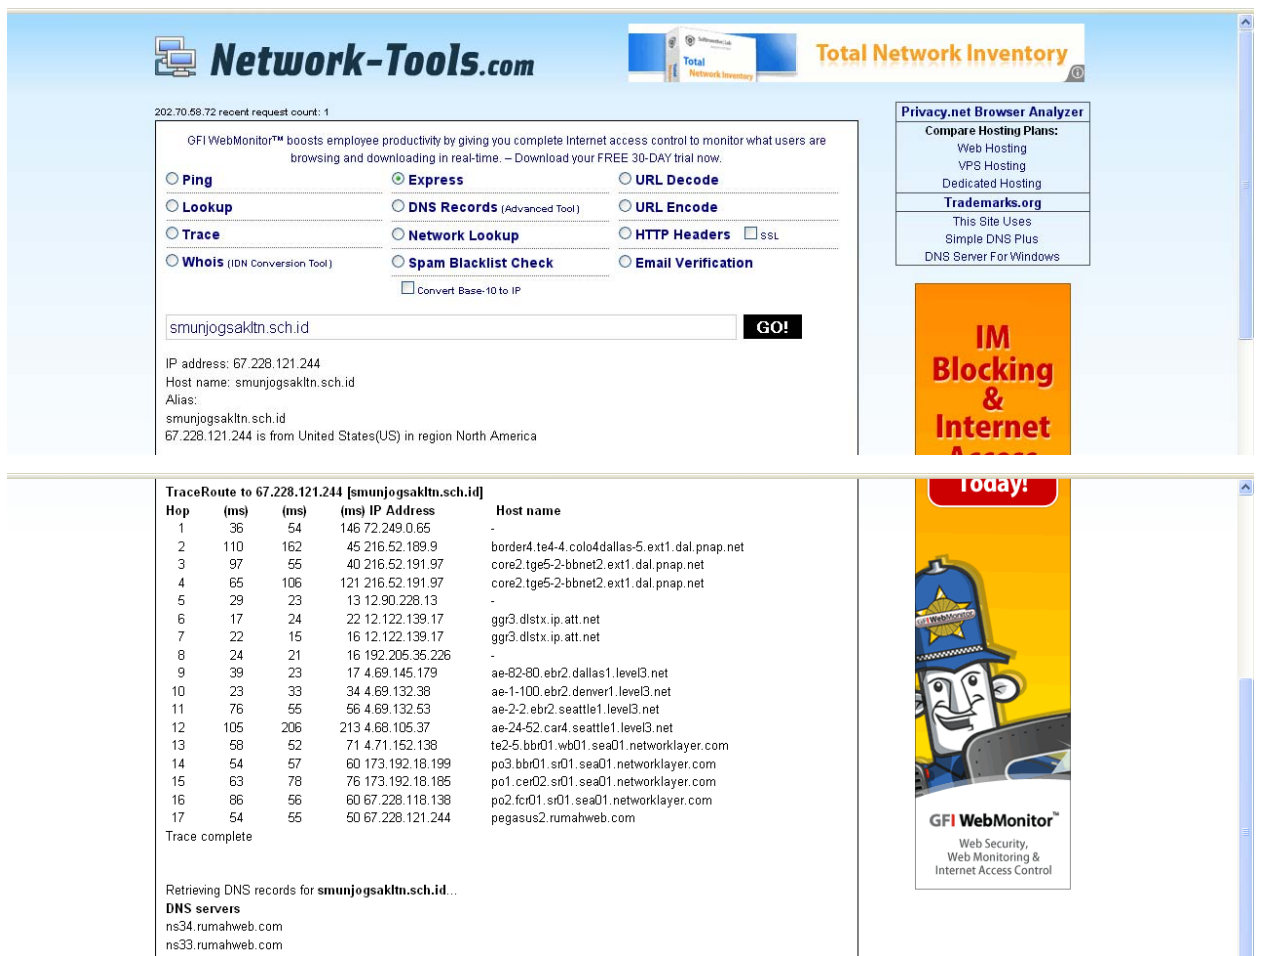 Network-Tools.com
Softinventive Lab
Total
Network Inventory
Total Network Inventory
202.70.58.72 recent request count: 1
GFI WebMonitor™ boosts employee productivity by giving you complete Internet access control to monitor what users are
browsing and downloading in real-time. – Download your FREE 30-DAY trial now.
Ping Express URL Decode
Lookup DNS Records (Advanced Tool) URL Encode
Trace Network Lookup HTTP Headers SSL
Whois (IDN Conversion Tool) Spam Blacklist Check Email Verification
Convert Base-10 to IP
smunjogsakltn.sch.id GO!
IP address: 67.228.121.244
Host name: smunjogsakltn.sch.id
Alias:
smunjogsakltn.sch.id
67.228.121.244 is from United States(US) in region North America
Privacy.net Browser Analyzer
Compare Hosting Plans:
Web Hosting
VPS Hosting
Dedicated Hosting
Trademarks.org
This Site Uses
Simple DNS Plus
DNS Server For Windows
IM
Blocking
&
Internet
Access
TraceRoute to 67.228.121.244 [smunjogsakltn.sch.id]
Hop (ms) (ms) (ms) IP Address Host name
1 36 54 146 72.249.0.65 -
2 110 162 45 216.52.189.9 border4.te4-4.colo4dallas-5.ext1.dal.pnap.net
3 97 55 40 216.52.191.97 core2.tge5-2-bbnet2.ext1.dal.pnap.net
4 65 106 121 216.52.191.97 core2.tge5-2-bbnet2.ext1.dal.pnap.net
5 29 23 13 12.90.228.13 -
6 17 24 22 12.122.139.17 ggr3.dlstx.ip.att.net
7 22 15 16 12.122.139.17 ggr3.dlstx.ip.att.net
8 24 21 16 192.205.35.226 -
9 39 23 17 4.69.145.179 ae-82-80.ebr2.dallas1.level3.net
10 23 33 34 4.69.132.38 ae-1-100.ebr2.denver1.level3.net
11 76 55 56 4.69.132.53 ae-2-2.ebr2.seattle1.level3.net
12 105 206 213 4.68.105.37 ae-24-52.car4.seattle1.level3.net
13 58 52 71 4.71.152.138 te2-5.bbr01.wb01.sea01.networklayer.com
14 54 57 60 173.192.18.199 po3.bbr01.sr01.sea01.networklayer.com
15 63 78 76 173.192.18.185 po1.cer02.sr01.sea01.networklayer.com
16 86 56 60 67.228.118.138 po2.fcr01.sr01.sea01.networklayer.com
17 54 55 50 67.228.121.244 pegasus2.rumahweb.com
Trace complete
Retrieving DNS records for smunjogsakltn.sch.id...
DNS servers
ns34.rumahweb.com
ns33.rumahweb.com
Today!
GFI WebMonitor
GFI WebMonitor™
Web Security,
Web Monitoring &
Internet Access Control